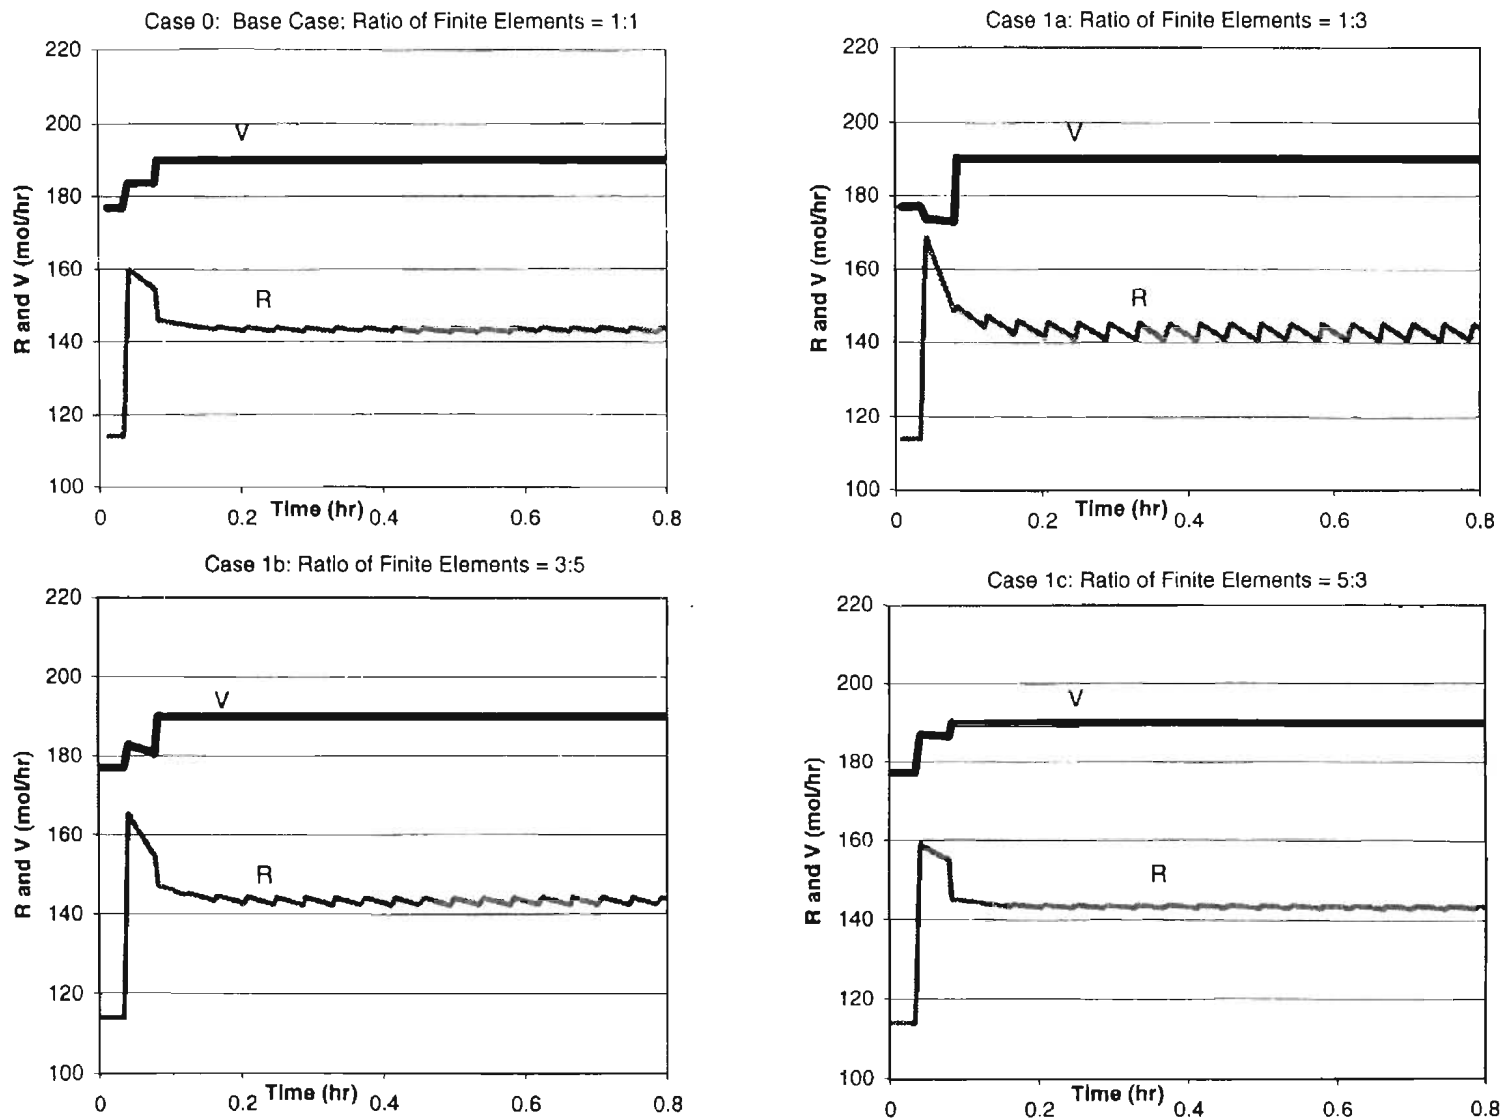 Case 0: Base Case: Ratio of Finite Elements = 1:1
220
200
180
160
140
120
100
R and V (mol/hr)
V
R
0
0.2
Time (hr)
0.4
0.6
0.8
Case 1a: Ratio of Finite Elements = 1:3
220
200
180
160
140
120
100
R and V (mol/hr)
V
R
0
0.2
Time (hr)
0.4
0.6
0.8
Case 1b: Ratio of Finite Elements = 3:5
220
200
180
160
140
120
100
R and V (mol/hr)
V
R
0
0.2
Time (hr)
0.4
0.6
0.8
Case 1c: Ratio of Finite Elements = 5:3
220
200
180
160
140
120
100
R and V (mol/hr)
V
R
0
0.2
Time (hr)
0.4
0.6
0.8